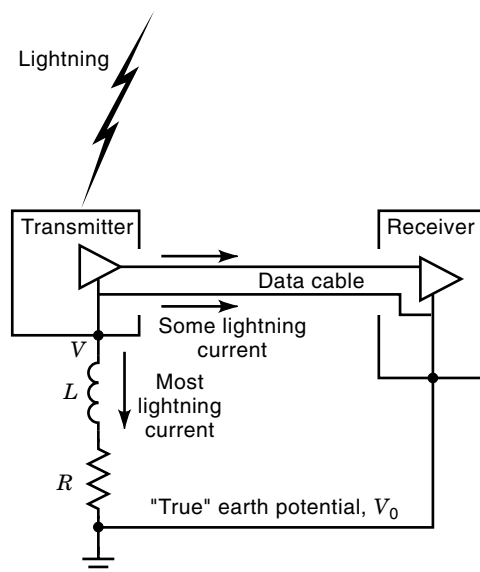 Lightning
Transmitter
Receiver
Data cable
Some lightning
current
V
L
Most
lightning
current
R
"True" earth potential, V₀